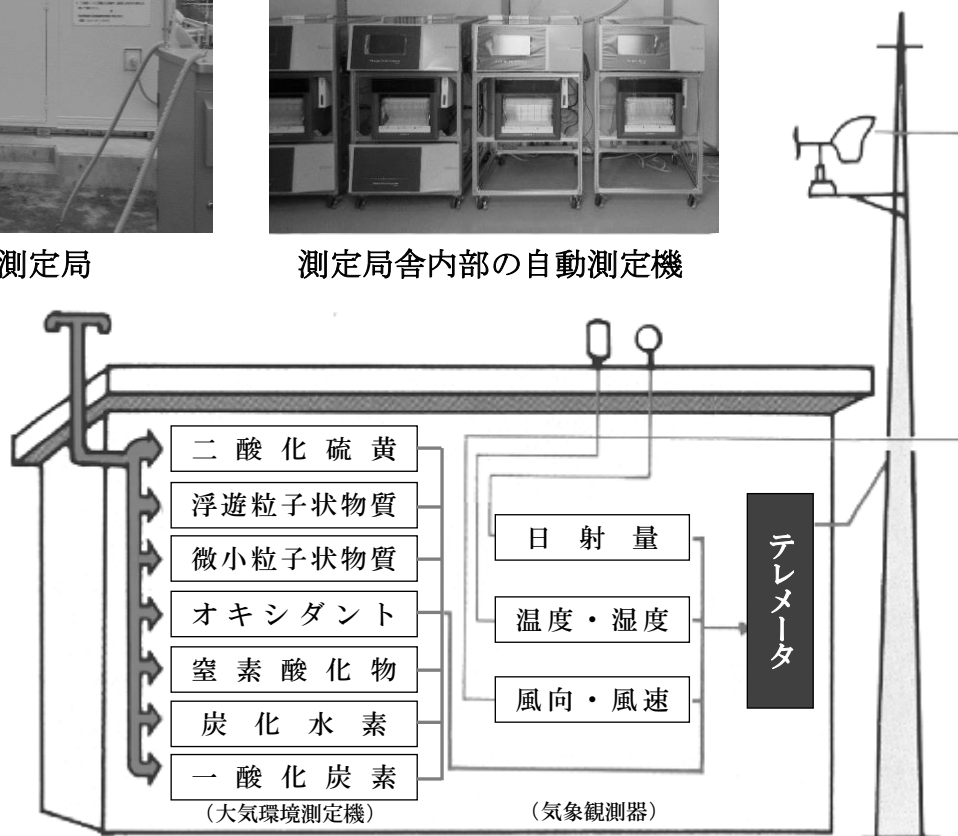 測定局
測定局舎内部の自動測定機
二酸化硫黄
浮遊粒子状物質
微小粒子状物質
オキシダント
窒素酸化物
炭化水素
一酸化炭素
(大気環境測定機)
日射量
温度・湿度
風向・風速
(気象観測器)
テレメータ